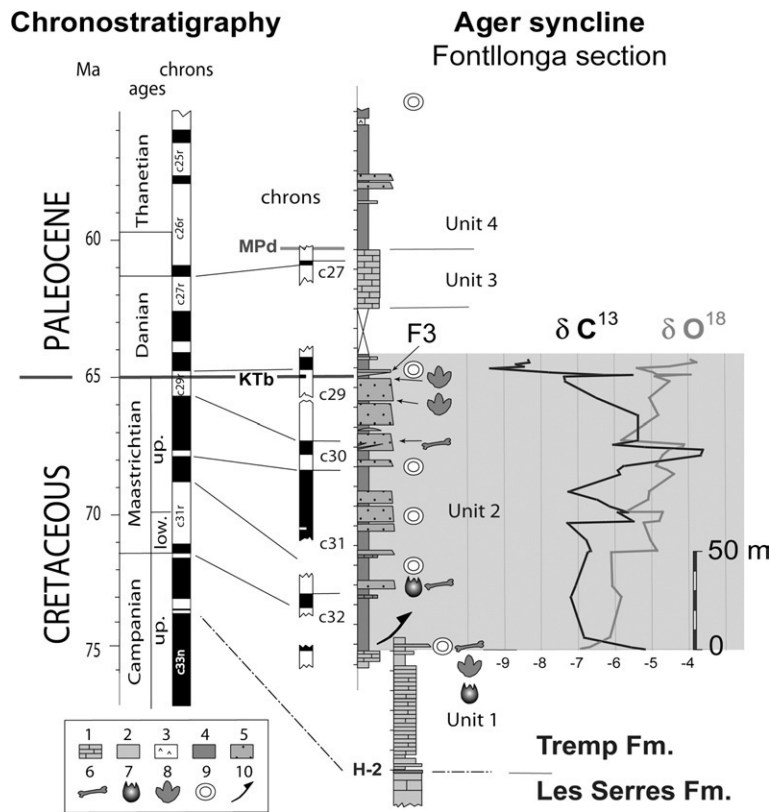 Chronostratigraphy
Ager syncline
Fontllonga section
Ma
ages
chrons
PALEOCENE
CRETACEOUS
Thanetian
Danian
Maastrichtian
up.
low.
Campanian
up.
60
65
70
75
c25r
c26r
c27r
c29r
c31r
c33n
chrons
MPd
c27
KTb
c29
c30
c31
c32
Unit 4
Unit 3
F3
δ C13
δ O18
Unit 2
50 m
0
-9 -8 -7 -6 -5 -4
Unit 1
H-2
Tremp Fm.
Les Serres Fm.
1 2 3 4 5
6 7 8 9 10